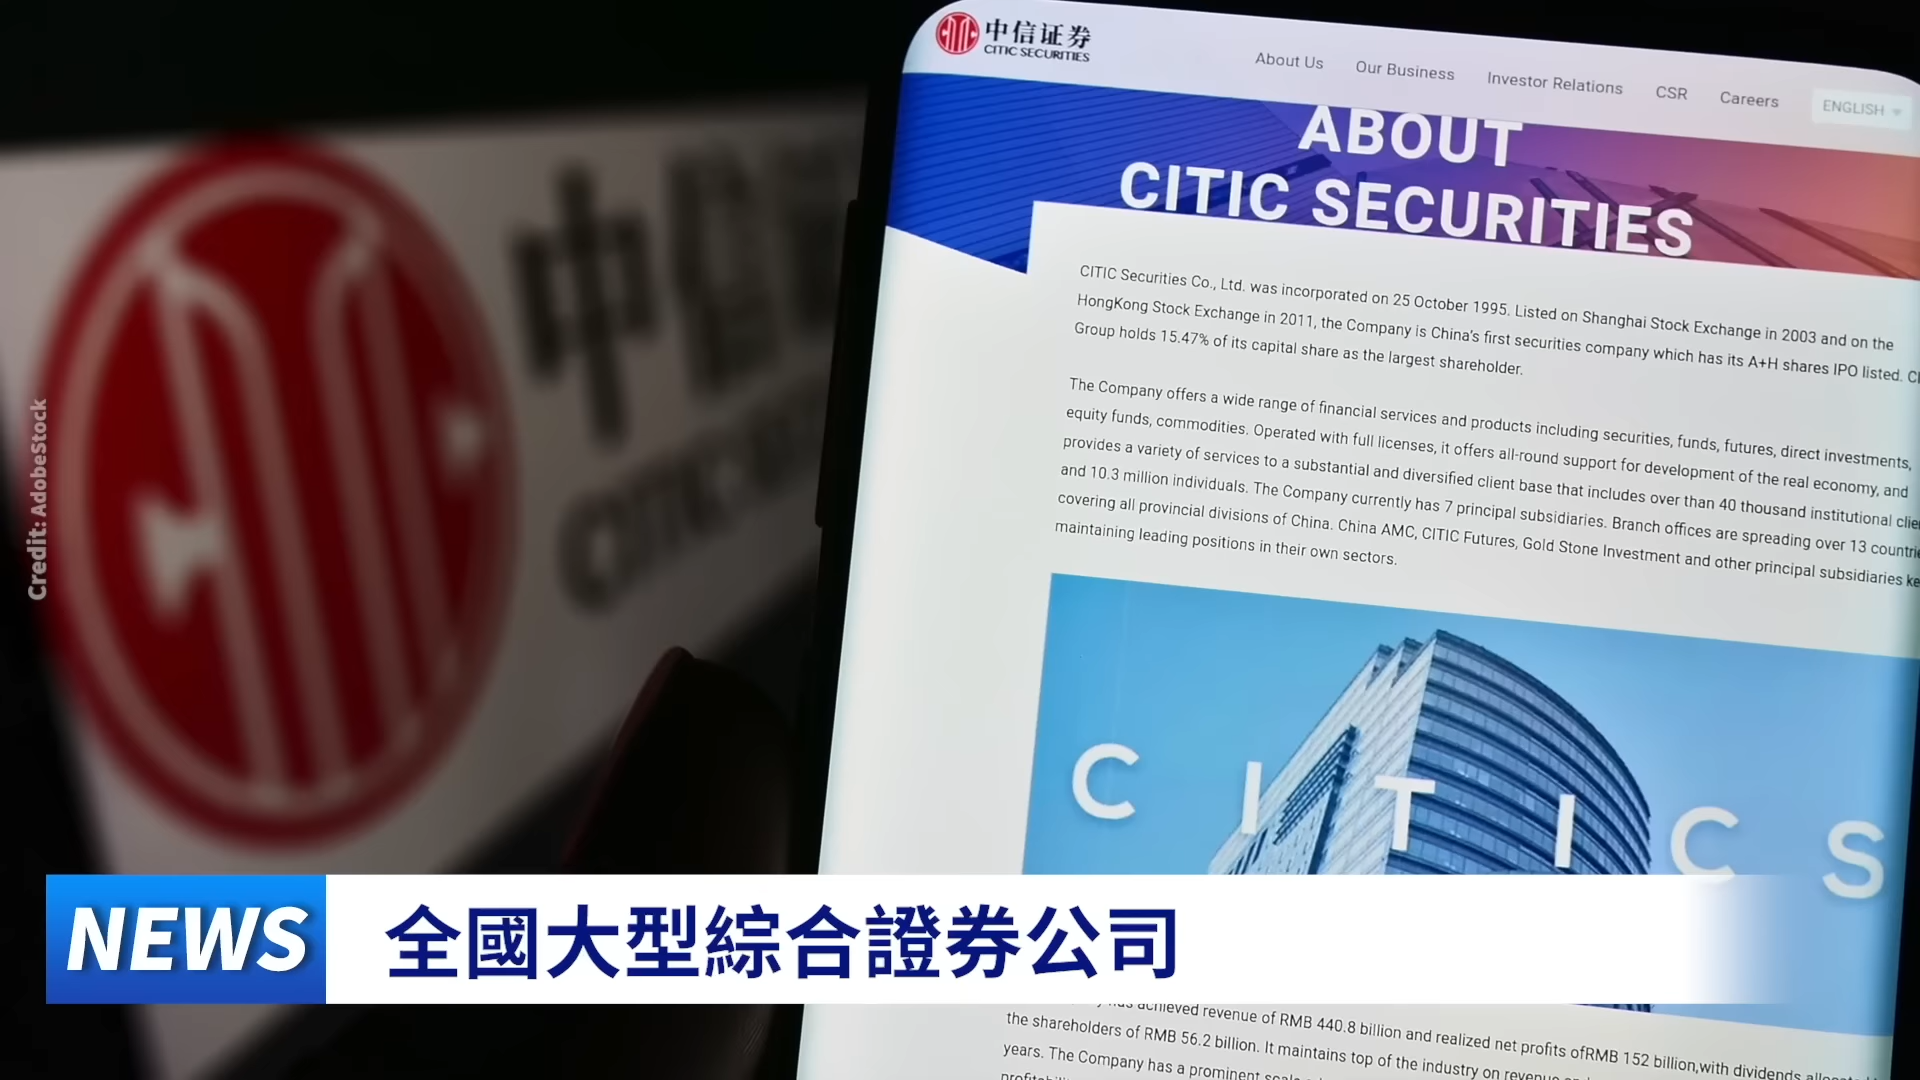 中信证券
CITIC SECURITIES
About Us
Our Business
Investor Relations
CSR
Careers
ENGLISH
ABOUT
CITIC SECURITIES
CITIC Securities Co., Ltd. was incorporated on 25 October 1995. Listed on Shanghai Stock Exchange in 2003 and on the
HongKong Stock Exchange in 2011, the Company is China's first securities company which has its A+H shares IPO listed.
Group holds 15.47% of its capital share as the largest shareholder.
The Company offers a wide range of financial services and products including securities, funds, futures, direct investments,
equity funds, commodities. Operated with full licenses, it offers all-round support for development of the real economy, and
provides a variety of services to a substantial and diversified client base that includes over than 40 thousand institutional
and 10.3 million individuals. The Company currently has 7 principal subsidiaries. Branch offices are spreading over 13
covering all provincial divisions of China. China AMC, CITIC Futures, Gold Stone Investment and other principal subsidiaries
maintaining leading positions in their own sectors.
CITICS
中信
CITIC
Credit: AdobeStock
NEWS
全國大型綜合證券公司
achieved revenue of RMB 440.8 billion and realized net profits ofRMB 152 billion,with dividends
the shareholders of RMB 56.2 billion. It maintains top of the industry on revenue
years. The Company has a prominent